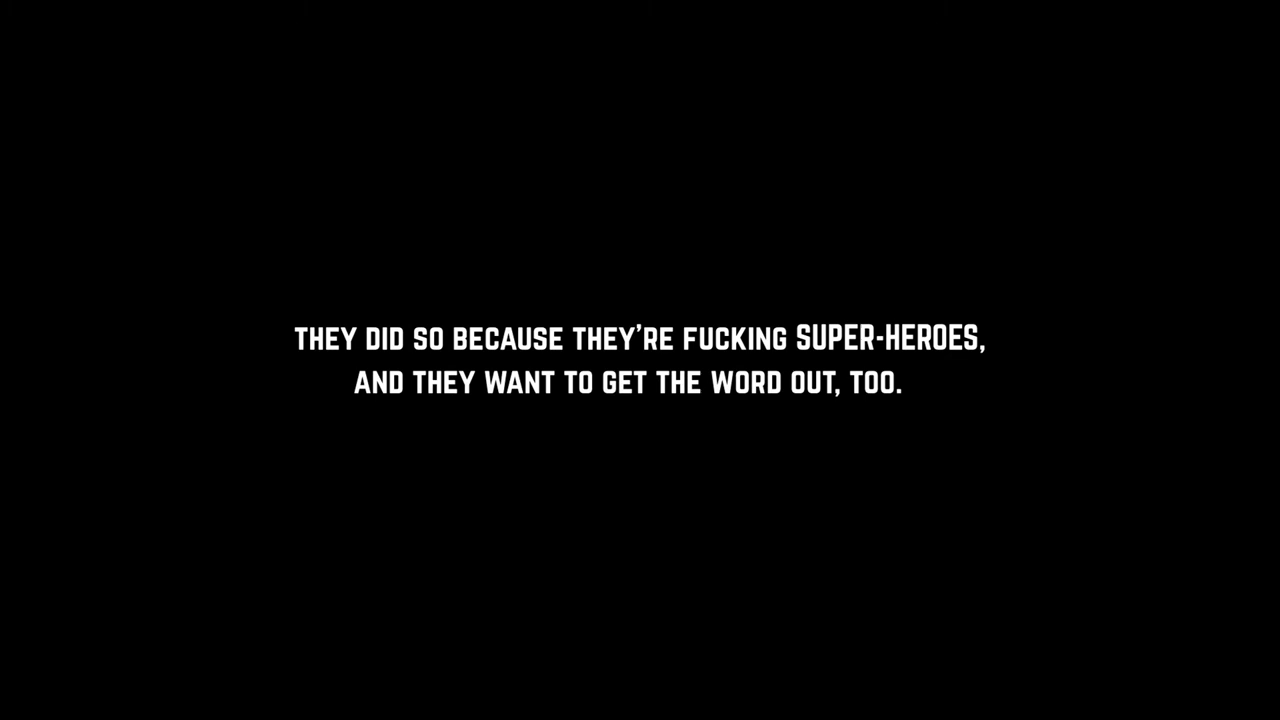 THEY DID SO BECAUSE THEY'RE FUCKING SUPER-HEROES,
AND THEY WANT TO GET THE WORD OUT, TOO.